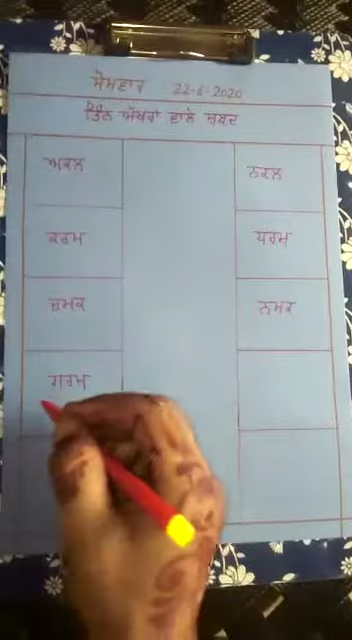 ਸੋਮਵਾਰ 22-6-2020
ਤਿੰਨ ਅੱਖਰਾਂ ਵਾਲੇ ਸ਼ਬਦ
ਅਕਲ ਨਕਲ
ਕਰਮ ਧਰਮ
ਚਮਕ ਨਮਕ
ਗਰਮ